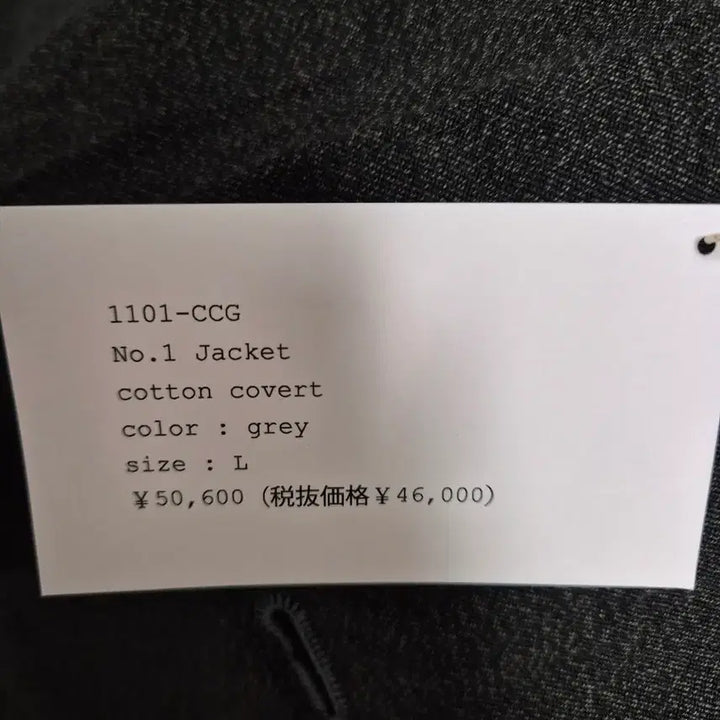 1101-CCG
No.1 Jacket
cotton covert
color : grey
size : L
¥50,600 (税抜価格¥46,000)